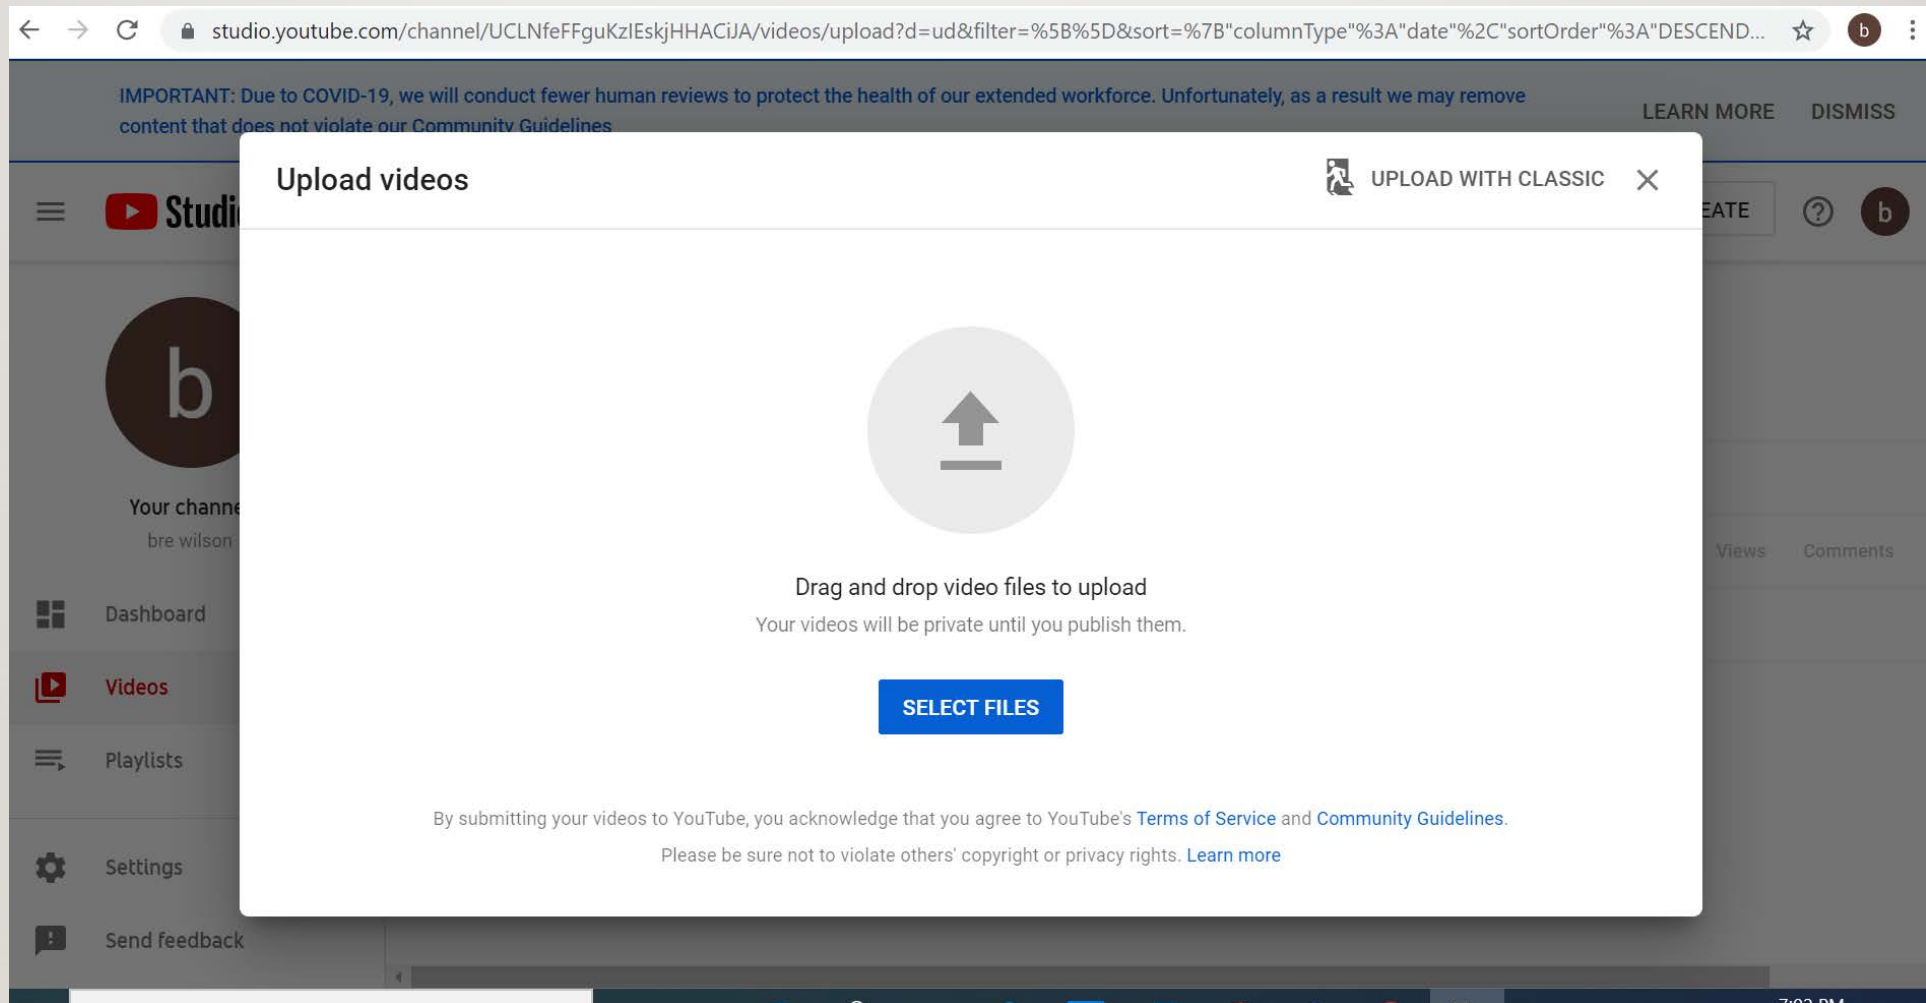 studio.youtube.com/channel/UCLNfeFFguKzIEskjHHACiJA/videos/upload?d=ud&filter=%5B%5D&sort=%7B"columnType"%3A"date"%2C"sortOrder"%3A"DESCEND...
b
IMPORTANT: Due to COVID-19, we will conduct fewer human reviews to protect the health of our extended workforce. Unfortunately, as a result we may remove
content that does not violate our Community Guidelines
LEARN MORE DISMISS
Upload videos
UPLOAD WITH CLASSIC
Studi
EATE
b
b
Your channe
bre wilson
Views Comments
Drag and drop video files to upload
Your videos will be private until you publish them.
Dashboard
Videos
SELECT FILES
Playlists
By submitting your videos to YouTube, you acknowledge that you agree to YouTube's Terms of Service and Community Guidelines.
Please be sure not to violate others' copyright or privacy rights. Learn more
Settings
Send feedback
7:02 PM